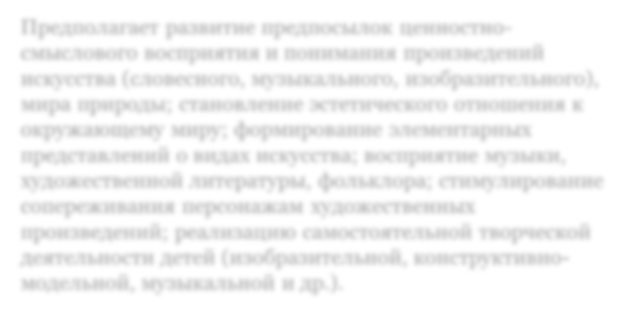 Предполагает развитие предпосылок ценностно-
смыслового восприятия и понимания произведений
искусства (словесного, музыкального, изобразительного),
мира природы; становление эстетического отношения к
окружающему миру; формирование элементарных
представлений о видах искусства; восприятие музыки,
художественной литературы, фольклора; стимулирование
сопереживания персонажам художественных
произведений; реализацию самостоятельной творческой
деятельности детей (изобразительной, конструктивно-
модельной, музыкальной и др.).